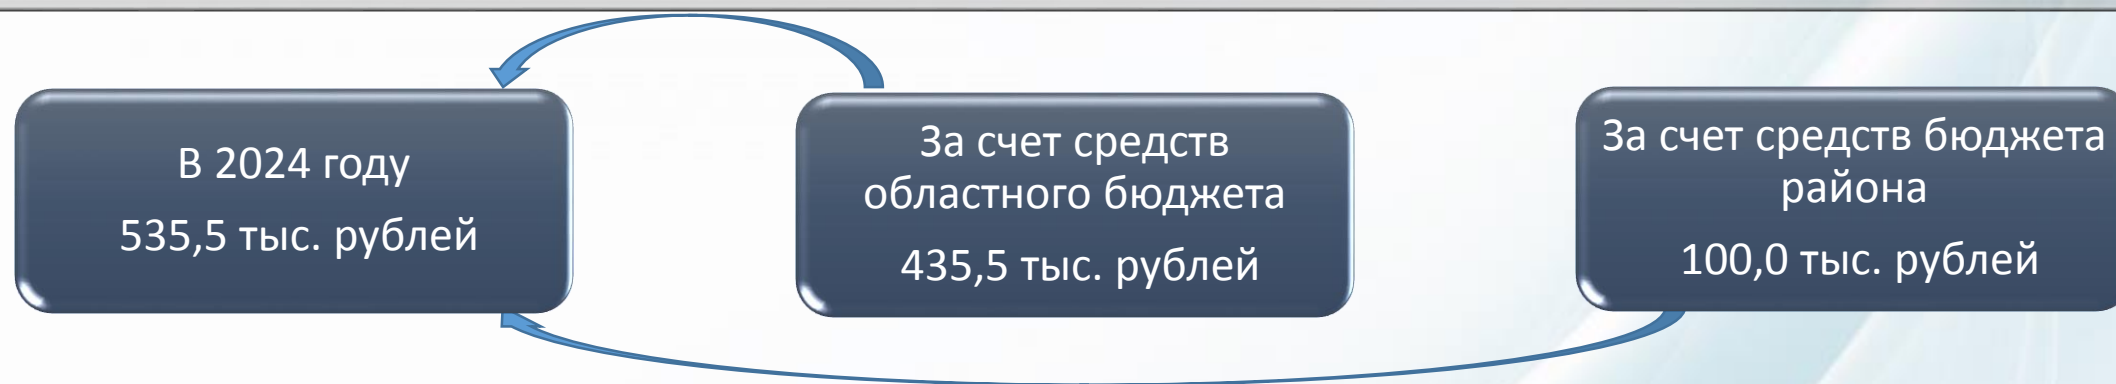 В 2024 году
535,5 тыс. рублей
За счет средств
областного бюджета
435,5 тыс. рублей
За счет средств бюджета
района
100,0 тыс. рублей